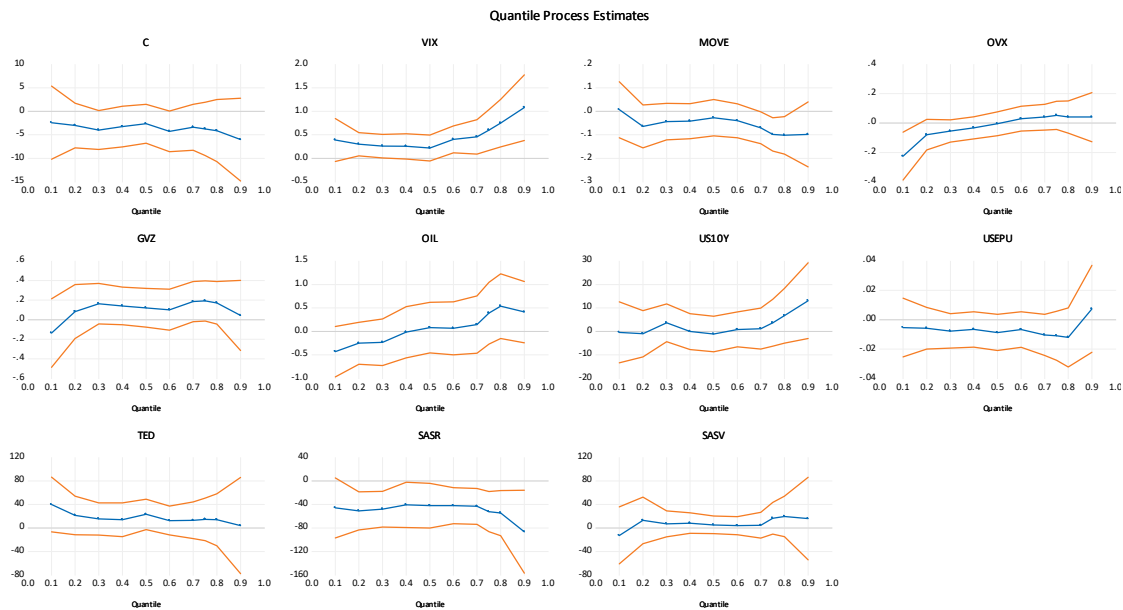 Quantile Process Estimates
C
10
5
0
-5
-10
-15
0.0 0.1 0.2 0.3 0.4 0.5 0.6 0.7 0.8 0.9 1.0
Quantile
VIX
2.0
1.5
1.0
0.5
0.0
-0.5
0.0 0.1 0.2 0.3 0.4 0.5 0.6 0.7 0.8 0.9 1.0
Quantile
MOVE
.2
.1
.0
-.1
-.2
-.3
0.0 0.1 0.2 0.3 0.4 0.5 0.6 0.7 0.8 0.9 1.0
Quantile
OVX
.4
.2
.0
-.2
-.4
0.0 0.1 0.2 0.3 0.4 0.5 0.6 0.7 0.8 0.9 1.0
Quantile
GVZ
.6
.4
.2
.0
-.2
-.4
-.6
0.0 0.1 0.2 0.3 0.4 0.5 0.6 0.7 0.8 0.9 1.0
Quantile
OIL
1.5
1.0
0.5
0.0
-0.5
-1.0
0.0 0.1 0.2 0.3 0.4 0.5 0.6 0.7 0.8 0.9 1.0
Quantile
US10Y
30
20
10
0
-10
-20
0.0 0.1 0.2 0.3 0.4 0.5 0.6 0.7 0.8 0.9 1.0
Quantile
USEPU
.04
.02
.00
-.02
-.04
0.0 0.1 0.2 0.3 0.4 0.5 0.6 0.7 0.8 0.9 1.0
Quantile
TED
120
80
40
0
-40
-80
0.0 0.1 0.2 0.3 0.4 0.5 0.6 0.7 0.8 0.9 1.0
Quantile
SASR
40
0
-40
-80
-120
-160
0.0 0.1 0.2 0.3 0.4 0.5 0.6 0.7 0.8 0.9 1.0
Quantile
SASV
120
80
40
0
-40
-80
0.0 0.1 0.2 0.3 0.4 0.5 0.6 0.7 0.8 0.9 1.0
Quantile